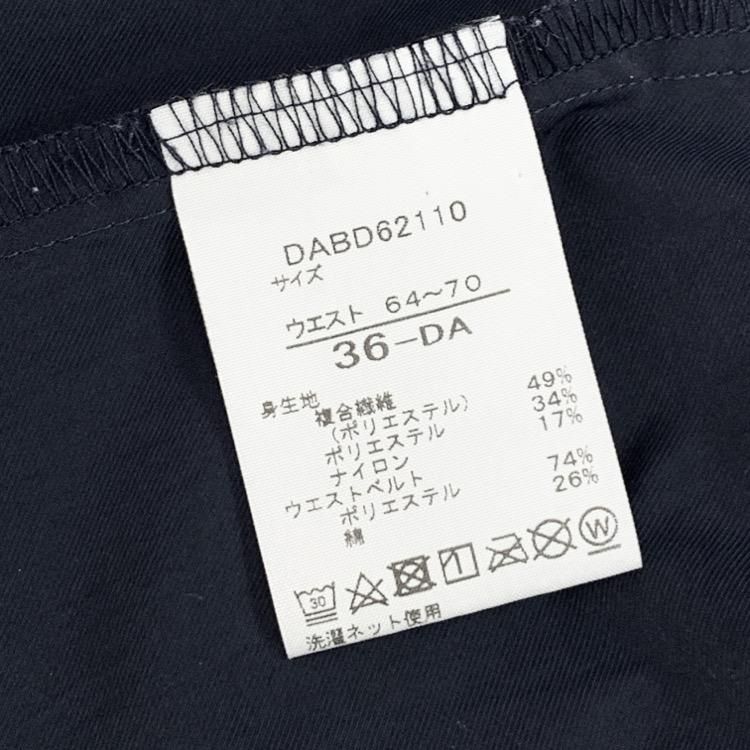 DABD62110
サイズ
ウエスト 64〜70
36-DA
身生地
複合繊維 49%
(ポリエステル)
ポリエステル 34%
ナイロン 17%
ウエストベルト
ポリエステル 74%
綿 26%
30 W
洗濯ネット使用